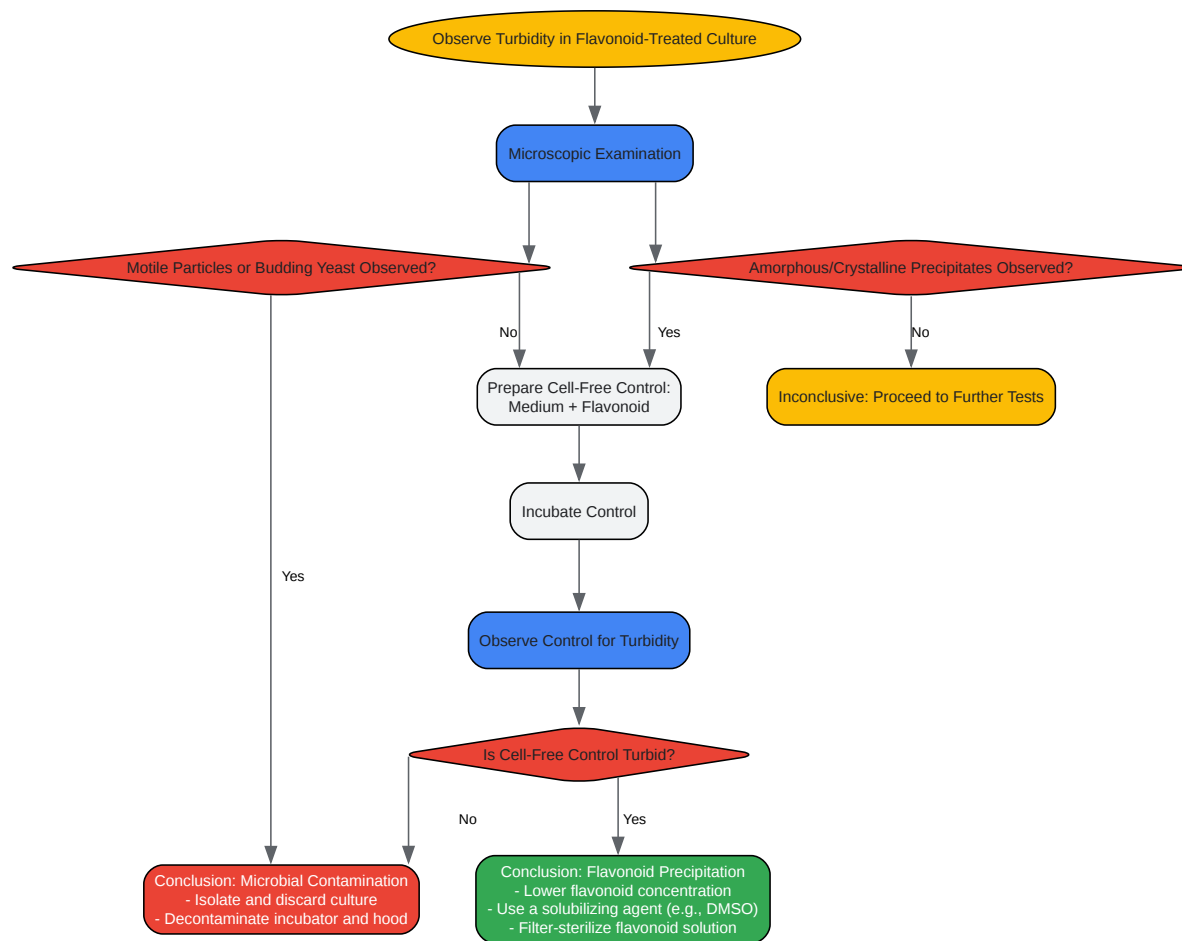 Observe Turbidity in Flavonoid-Treated Culture
Microscopic Examination
Motile Particles or Budding Yeast Observed?
Amorphous/Crystalline Precipitates Observed?
No
Yes
No
Prepare Cell-Free Control:
Medium + Flavonoid
Inconclusive: Proceed to Further Tests
Incubate Control
Yes
Observe Control for Turbidity
Is Cell-Free Control Turbid?
No
Yes
Conclusion: Microbial Contamination
- Isolate and discard culture
- Decontaminate incubator and hood
Conclusion: Flavonoid Precipitation
- Lower flavonoid concentration
- Use a solubilizing agent (e.g., DMSO)
- Filter-sterilize flavonoid solution